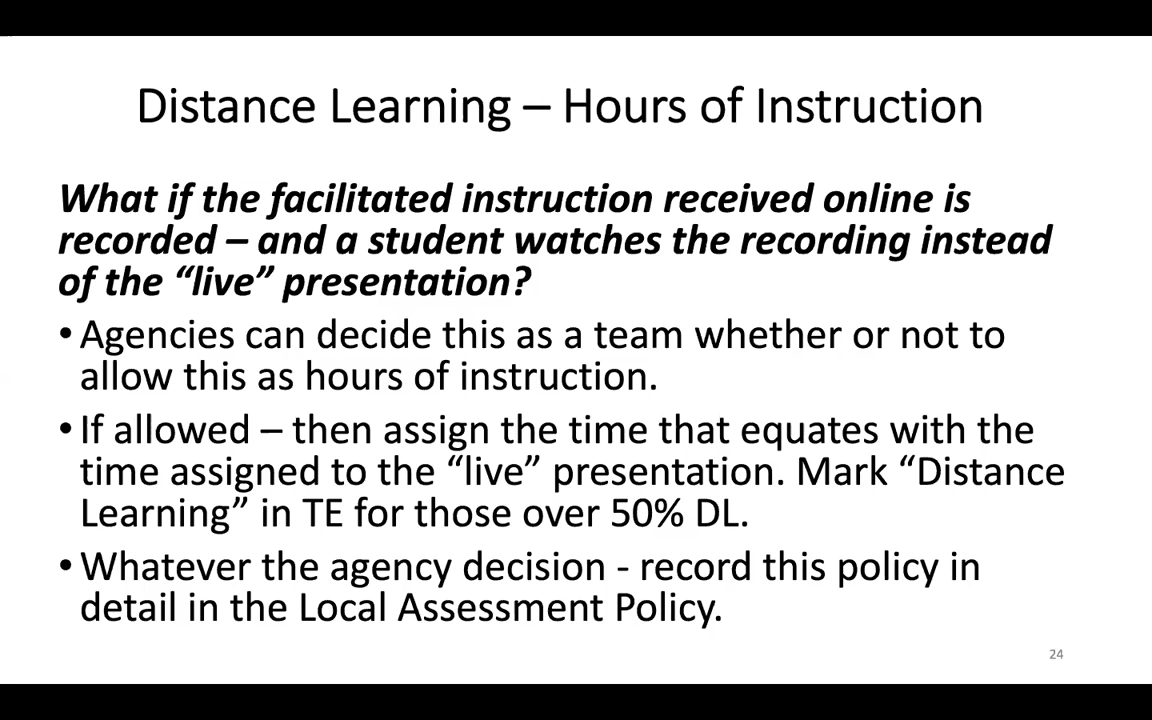 Distance Learning – Hours of Instruction
What if the facilitated instruction received online is
recorded – and a student watches the recording instead
of the “live” presentation?
• Agencies can decide this as a team whether or not to
allow this as hours of instruction.
• If allowed – then assign the time that equates with the
time assigned to the “live” presentation. Mark “Distance
Learning” in TE for those over 50% DL.
• Whatever the agency decision - record this policy in
detail in the Local Assessment Policy.
24